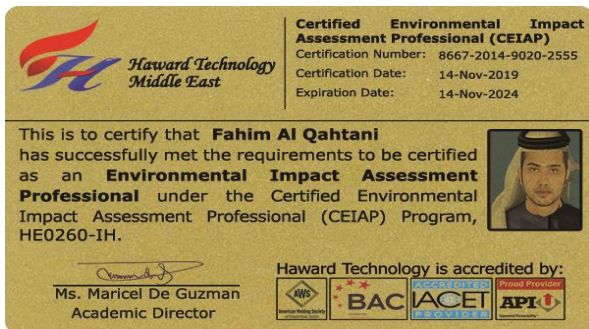 Haward Technology
Middle East
Certified Environmental Impact
Assessment Professional (CEIAP)
Certification Number: 8667-2014-9020-2555
Certification Date: 14-Nov-2019
Expiration Date: 14-Nov-2024
This is to certify that Fahim Al Qahtani
has successfully met the requirements to be certified
as an Environmental Impact Assessment
Professional under the Certified Environmental
Impact Assessment Professional (CEIAP) Program,
HE0260-IH.
Ms. Maricel De Guzman
Academic Director
Haward Technology is accredited by:
AWS
American Welding Society
BAC
ACCREDITED
IACET
PROVIDER
Proud Provider
API